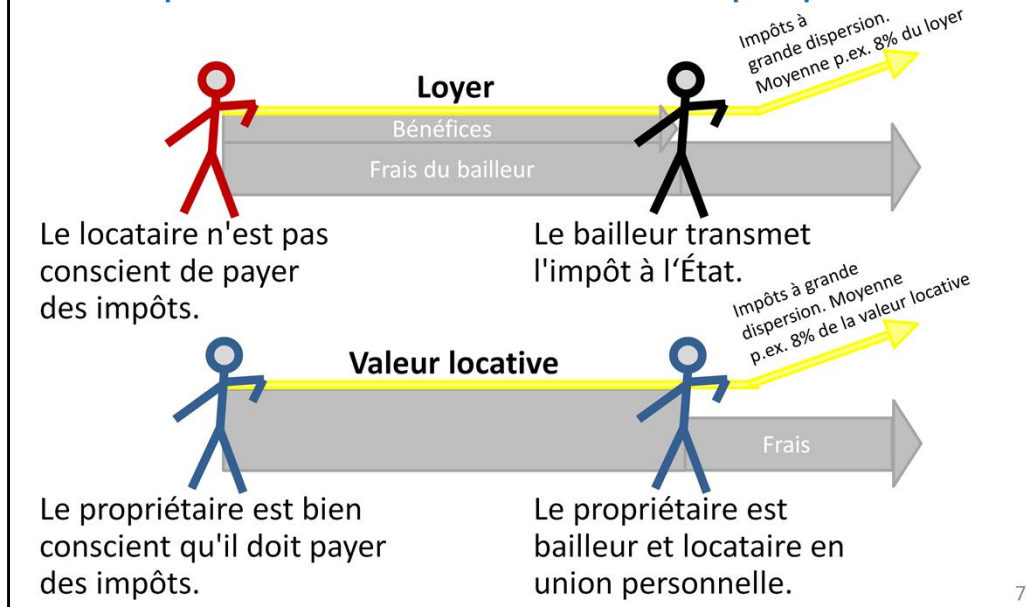 Impôts à
grande dispersion.
Moyenne p.ex. 8% du loyer
Loyer
Bénéfices
Frais du bailleur
Le locataire n'est pas
conscient de payer
des impôts.
Le bailleur transmet
l'impôt à l‘État.
Impôts à grande
dispersion. Moyenne
p.ex. 8% de la valeur locative
Valeur locative
Frais
Le propriétaire est bien
conscient qu'il doit payer
des impôts.
Le propriétaire est
bailleur et locataire en
union personnelle.
7